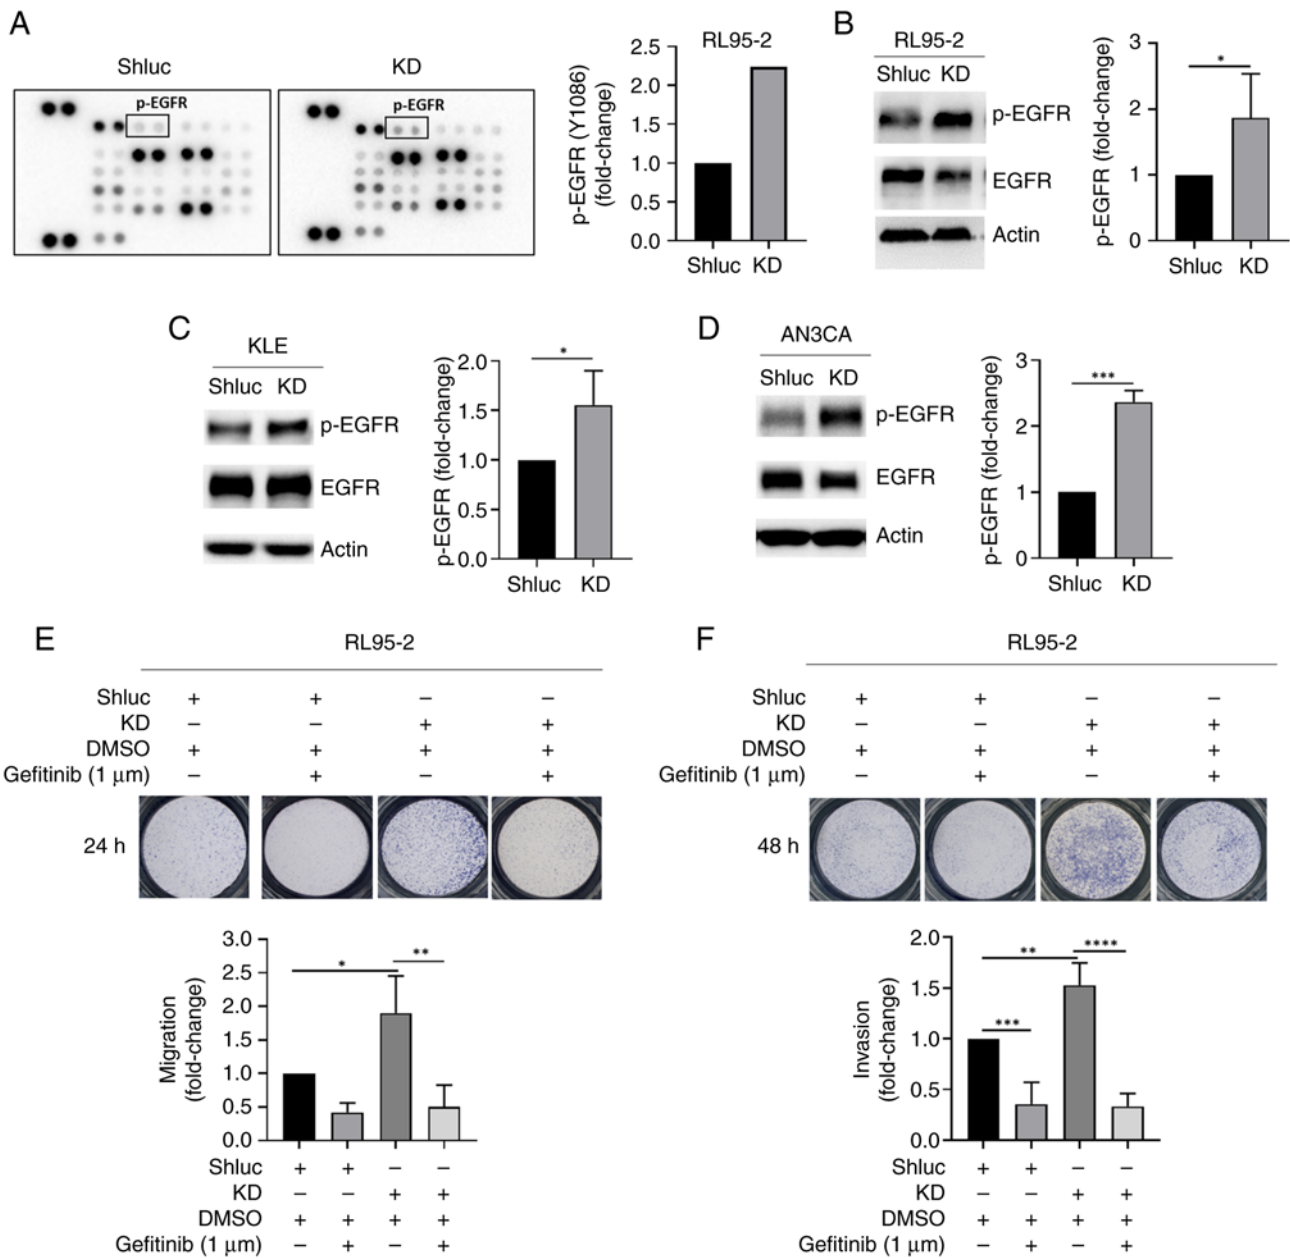 A
Shluc
KD
p-EGFR
p-EGFR
RL95-2
p-EGFR (Y1086)
(fold-change)
2.5
2.0
1.5
1.0
0.5
0.0
Shluc KD
B
RL95-2
Shluc KD
p-EGFR
EGFR
Actin
p-EGFR (fold-change)
3
2
1
0
*
Shluc KD
C
KLE
Shluc KD
p-EGFR
EGFR
Actin
p-EGFR (fold-change)
2.0
1.5
1.0
0.5
0.0
*
Shluc KD
D
AN3CA
Shluc KD
p-EGFR
EGFR
Actin
p-EGFR (fold-change)
3
2
1
0
***
Shluc KD
E
RL95-2
Shluc + + − −
KD − − + +
DMSO + + + +
Gefitinib (1 μm) − + − +
24 h
Migration
(fold-change)
3.0
2.5
2.0
1.5
1.0
0.5
0.0
* **
Shluc + + − −
KD − − + +
DMSO + + + +
Gefitinib (1 μm) − + − +
F
RL95-2
Shluc + + − −
KD − − + +
DMSO + + + +
Gefitinib (1 μm) − + − +
48 h
Invasion
(fold-change)
2.0
1.5
1.0
0.5
0.0
** ****
***
Shluc + + − −
KD − − + +
DMSO + + + +
Gefitinib (1 μm) − + − +